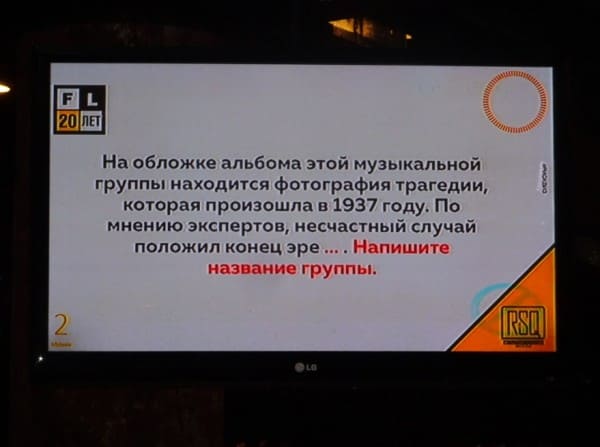 F L
20 ЛЕТ
На обложке альбома этой музыкальной
группы находится фотография трагедии,
которая произошла в 1937 году. По
мнению экспертов, несчастный случай
положил конец эре ... . Напишите
название группы.
2
RSQ
LG